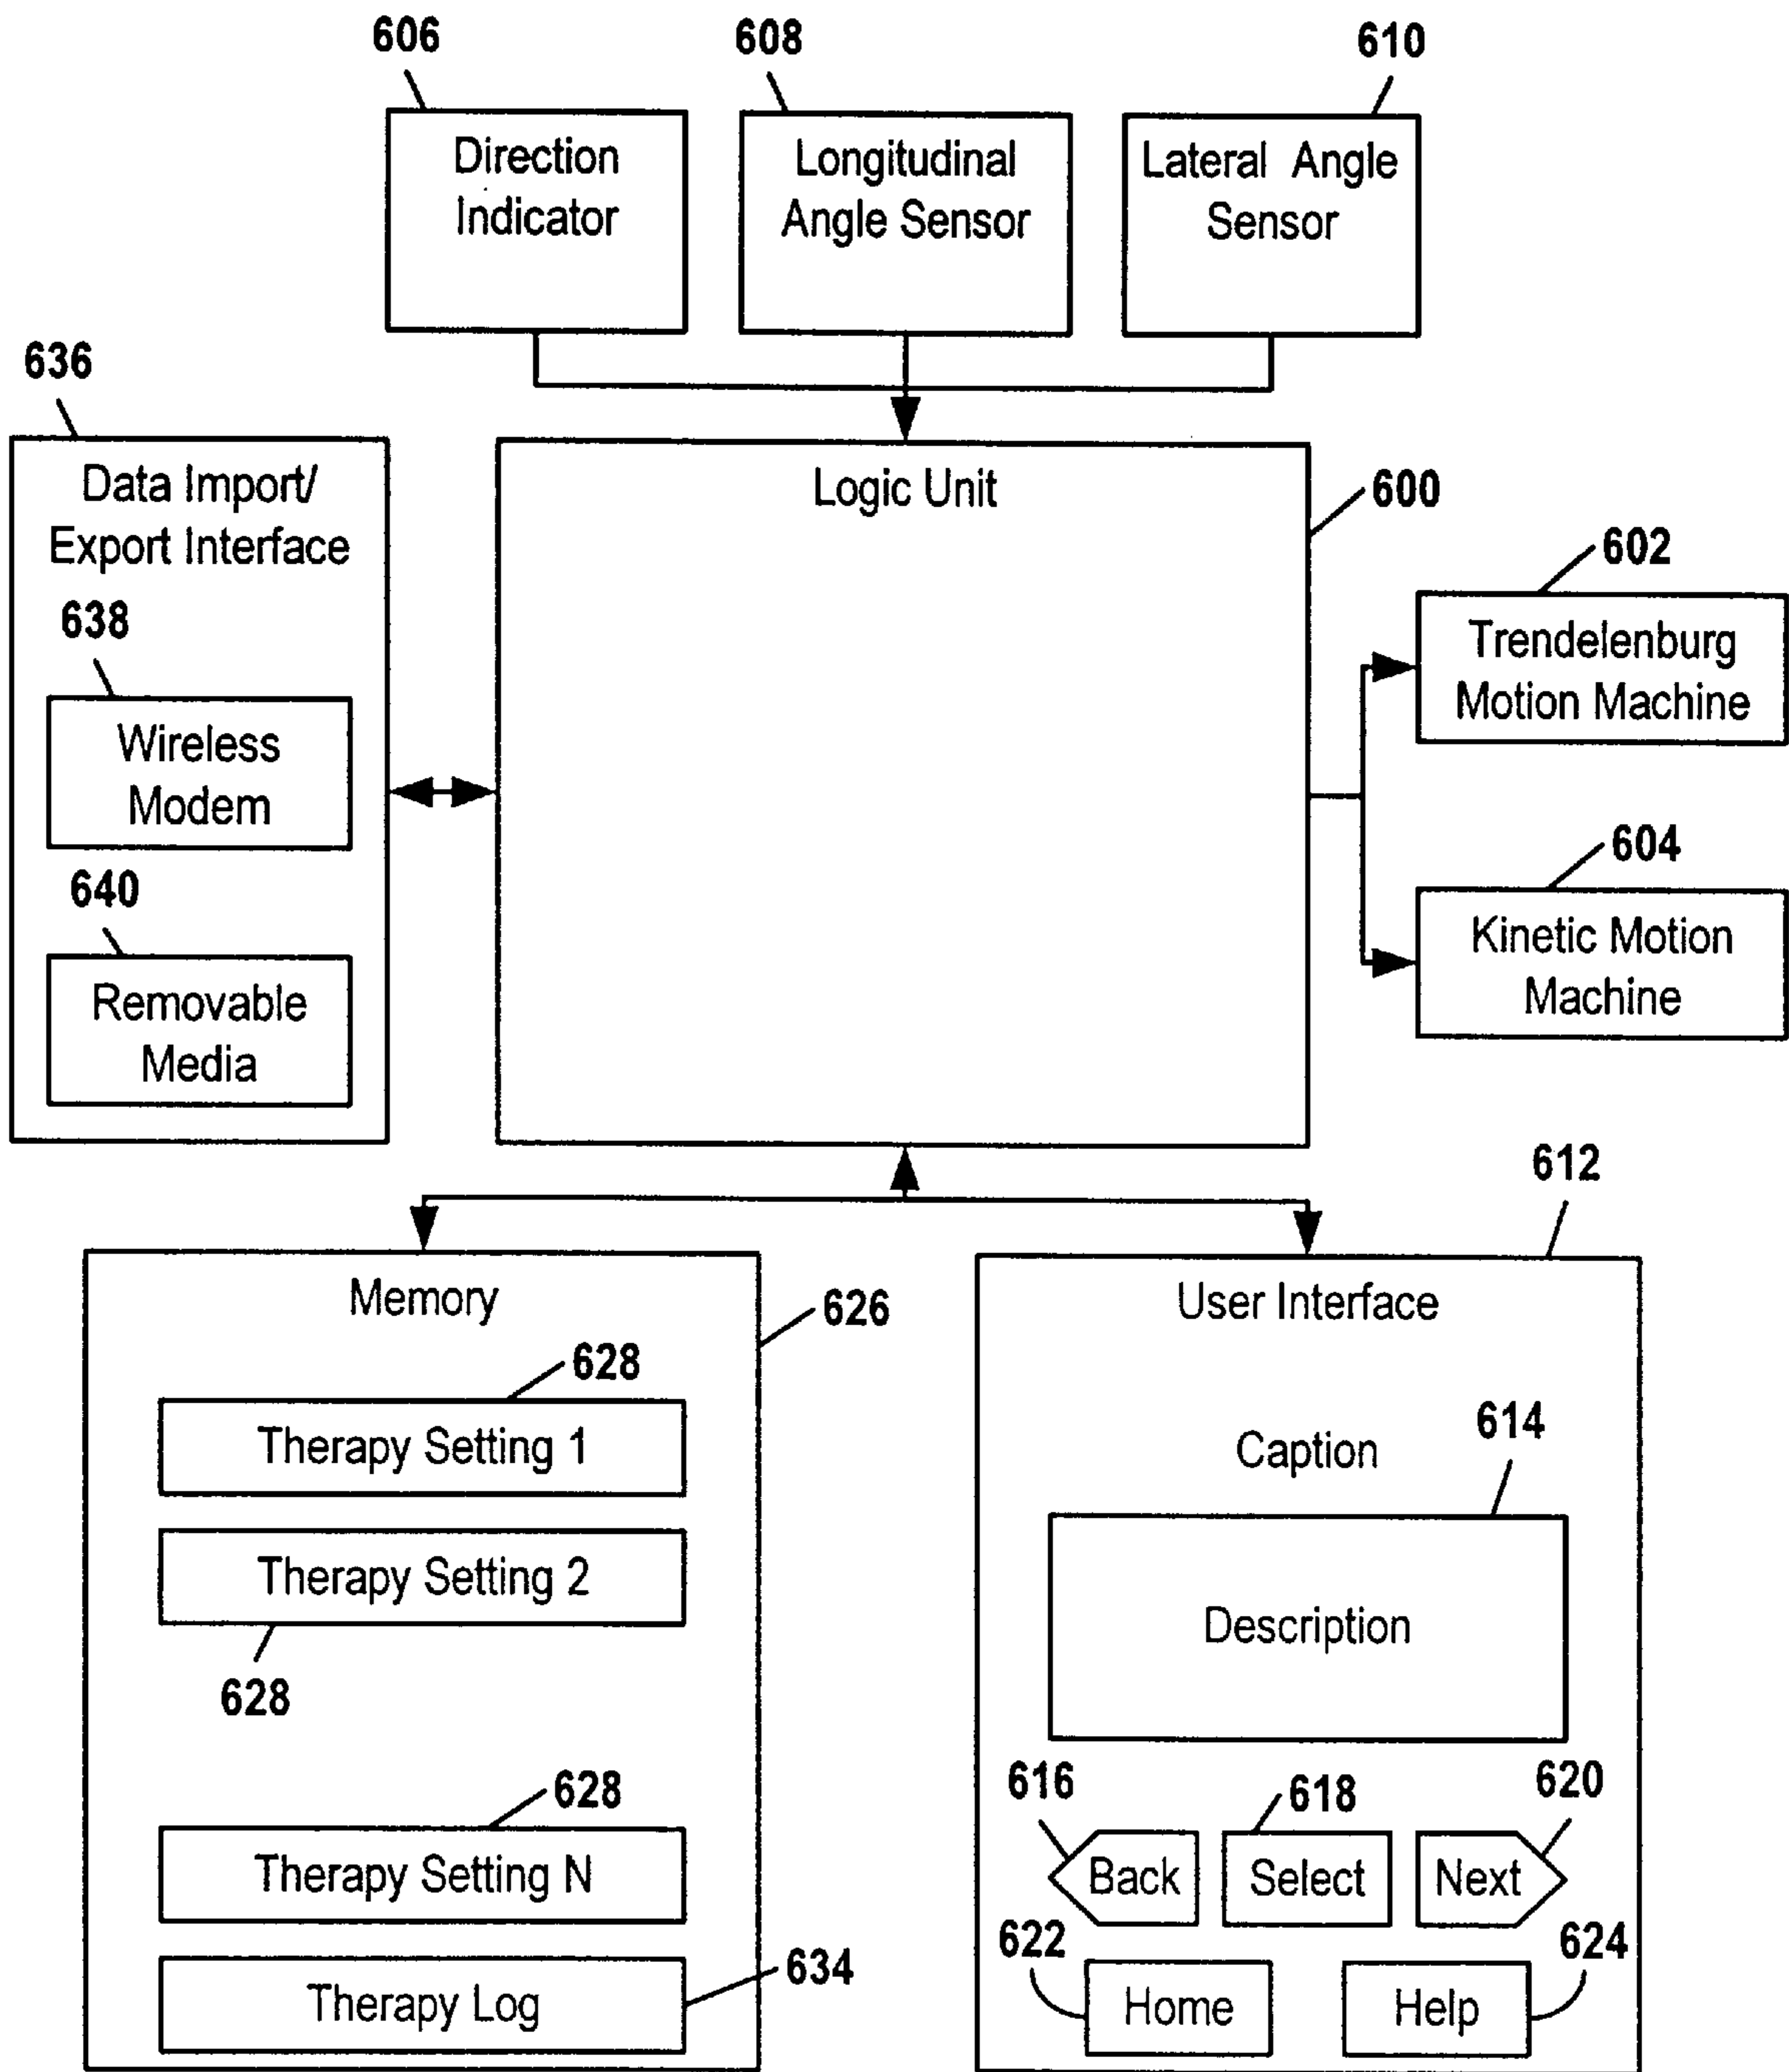 606
608
610
Direction
Indicator
Longitudinal
Angle Sensor
Lateral Angle
Sensor
636
Data Import/
Export Interface
638
Wireless
Modem
640
Removable
Media
Logic Unit
600
602
Trendelenburg
Motion Machine
604
Kinetic Motion
Machine
Memory
626
628
Therapy Setting 1
Therapy Setting 2
628
628
Therapy Setting N
Therapy Log
634
612
User Interface
Caption
614
Description
616
618
620
Back
Select
Next
622
624
Home
Help